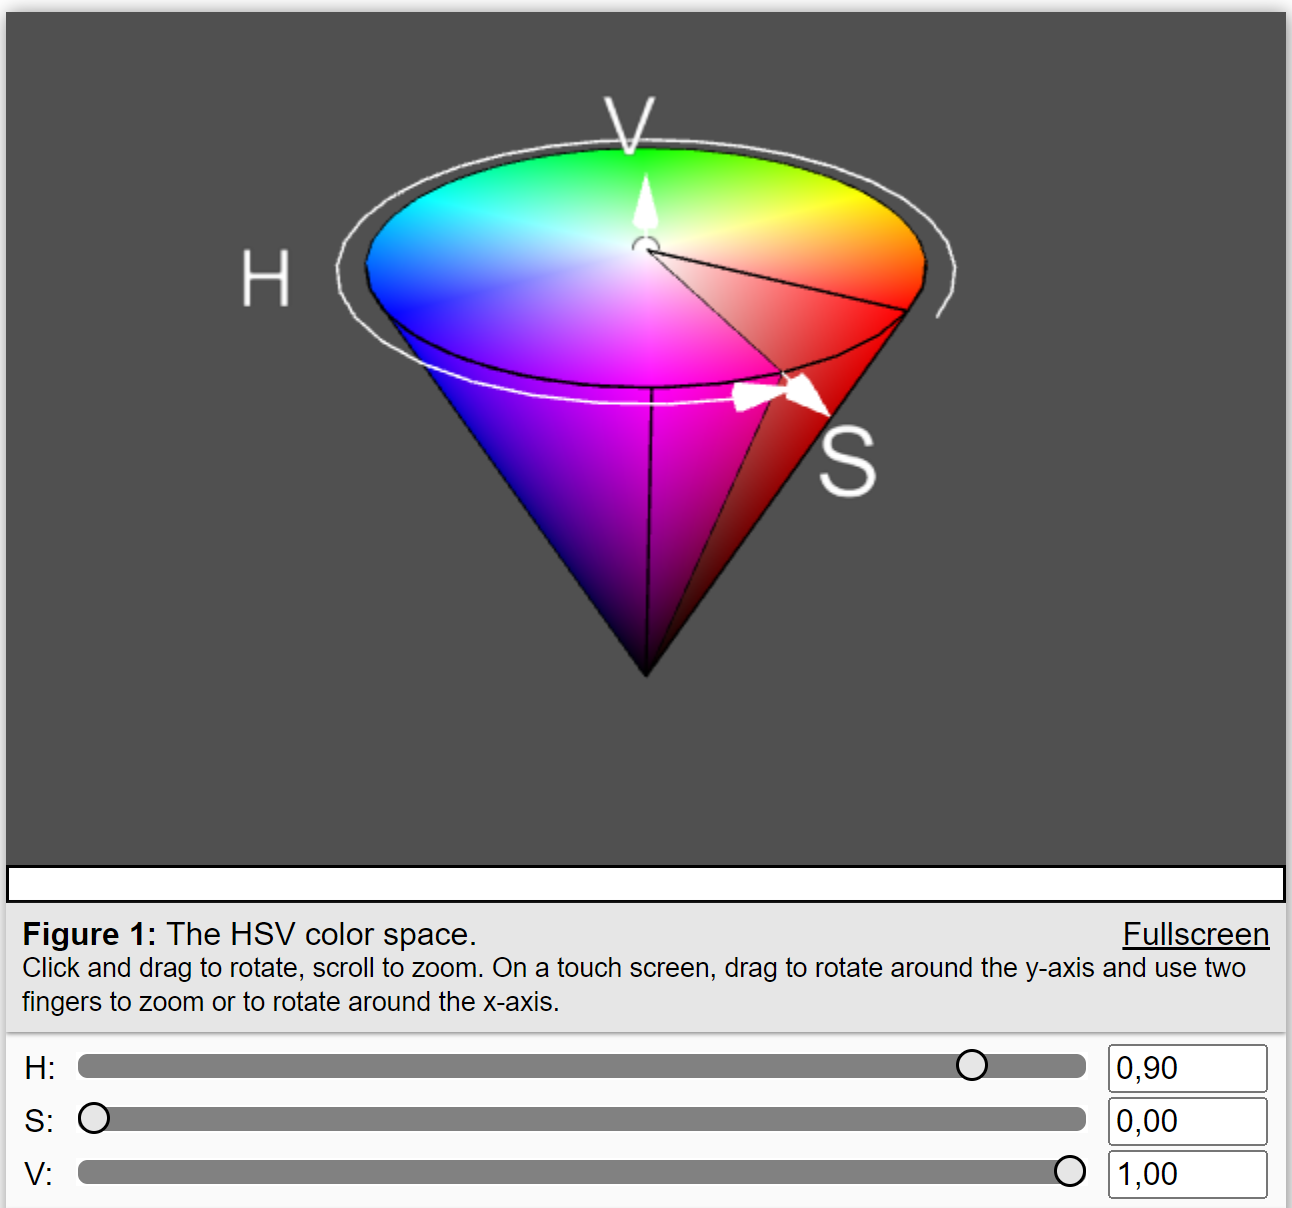 V
H
S
Figure 1: The HSV color space.
Fullscreen
Click and drag to rotate, scroll to zoom. On a touch screen, drag to rotate around the y-axis and use two
fingers to zoom or to rotate around the x-axis.
H: 0,90
S: 0,00
V: 1,00